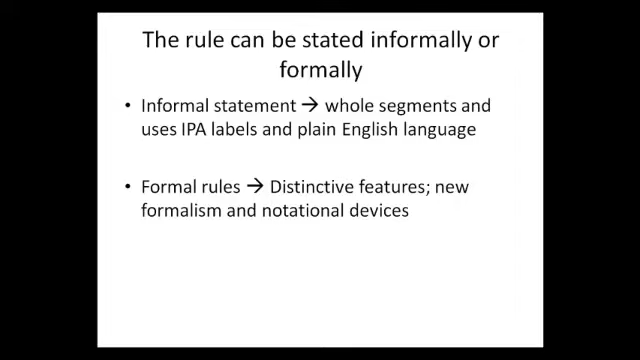 The rule can be stated informally or
formally
• Informal statement → whole segments and
uses IPA labels and plain English language
• Formal rules → Distinctive features; new
formalism and notational devices